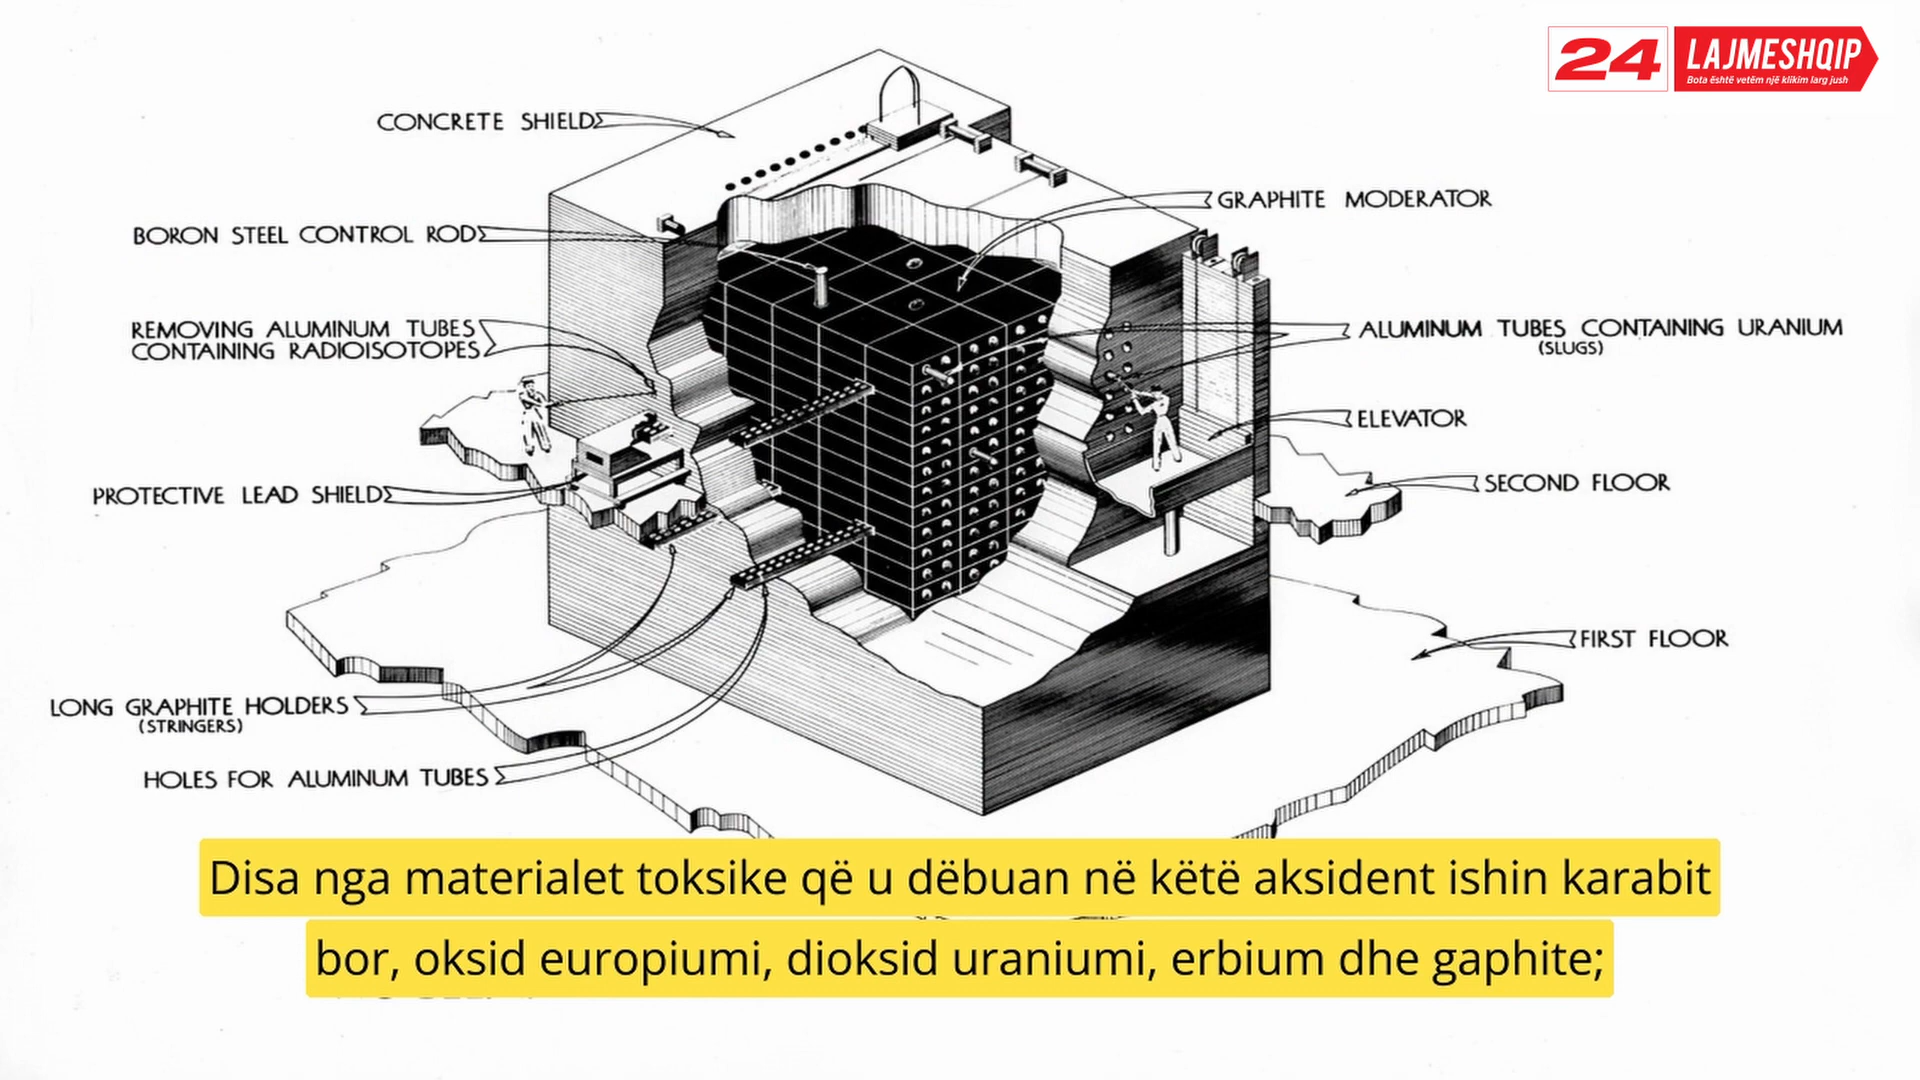 24 LAJMESHQIP
Bota është vetëm një klikim larg jush
CONCRETE SHIELD
GRAPHITE MODERATOR
BORON STEEL CONTROL ROD
REMOVING ALUMINUM TUBES
CONTAINING RADIOISOTOPES
ALUMINUM TUBES CONTAINING URANIUM
(SLUGS)
ELEVATOR
PROTECTIVE LEAD SHIELD
SECOND FLOOR
FIRST FLOOR
LONG GRAPHITE HOLDERS
(STRINGERS)
HOLES FOR ALUMINUM TUBES
Disa nga materialet toksike që u dëbuan në këtë aksident ishin karabit
bor, oksid europiumi, dioksid uraniumi, erbium dhe gaphite;